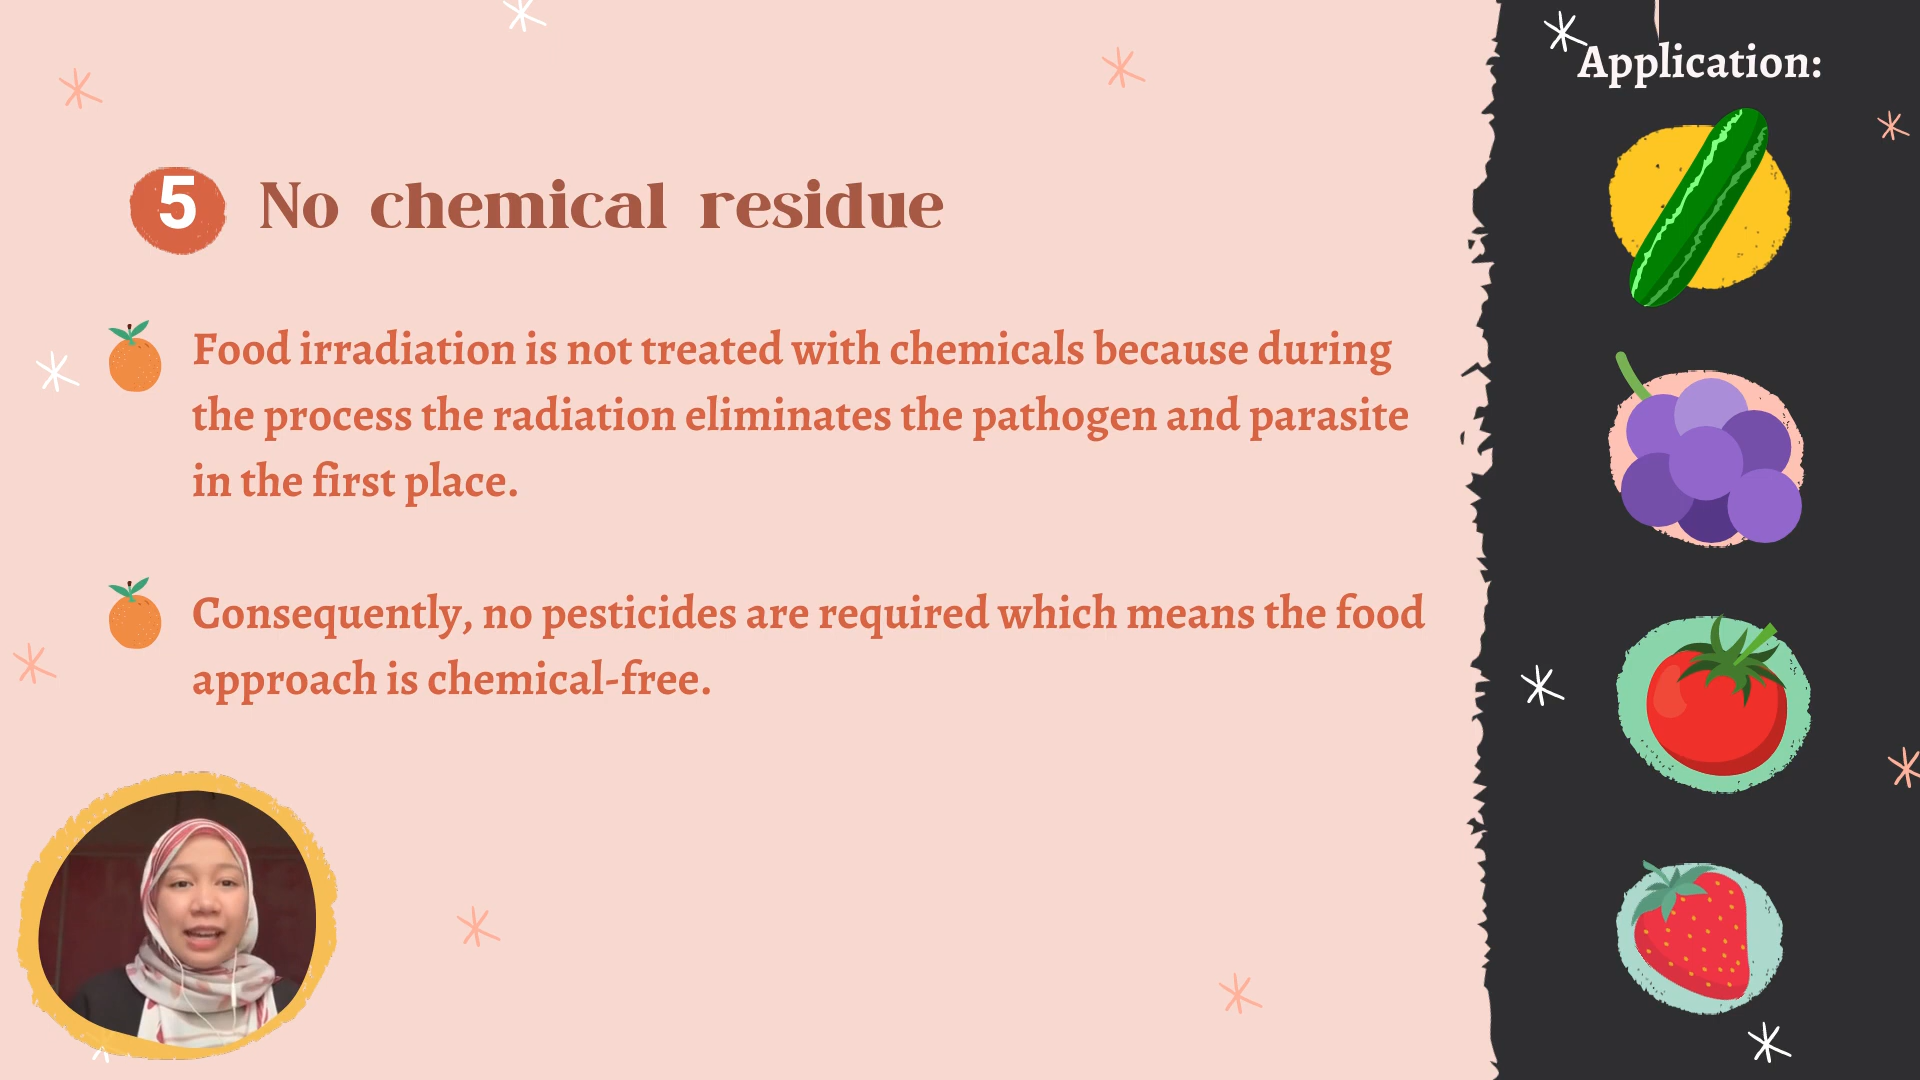 5 No chemical residue
Food irradiation is not treated with chemicals because during
the process the radiation eliminates the pathogen and parasite
in the first place.
Consequently, no pesticides are required which means the food
approach is chemical-free.
Application: